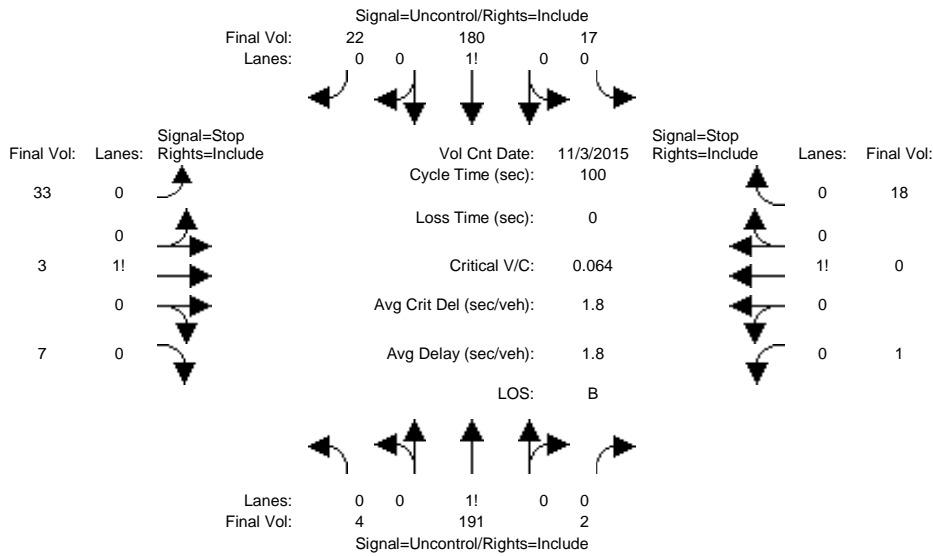 Signal=Uncontrol/Rights=Include
Final Vol: 22 180 17
Lanes: 0 0 1! 0 0
Signal=Stop Signal=Stop
Final Vol: Lanes: Rights=Include Vol Cnt Date: 11/3/2015 Rights=Include Lanes: Final Vol:
Cycle Time (sec): 100
33 0 0 18
Loss Time (sec): 0
0 0
3 1! Critical V/C: 0.064 1! 0
0 Avg Crit Del (sec/veh): 1.8 0
7 0 Avg Delay (sec/veh): 1.8 0 1
LOS: B
Lanes: 0 0 1! 0 0
Final Vol: 4 191 2
Signal=Uncontrol/Rights=Include